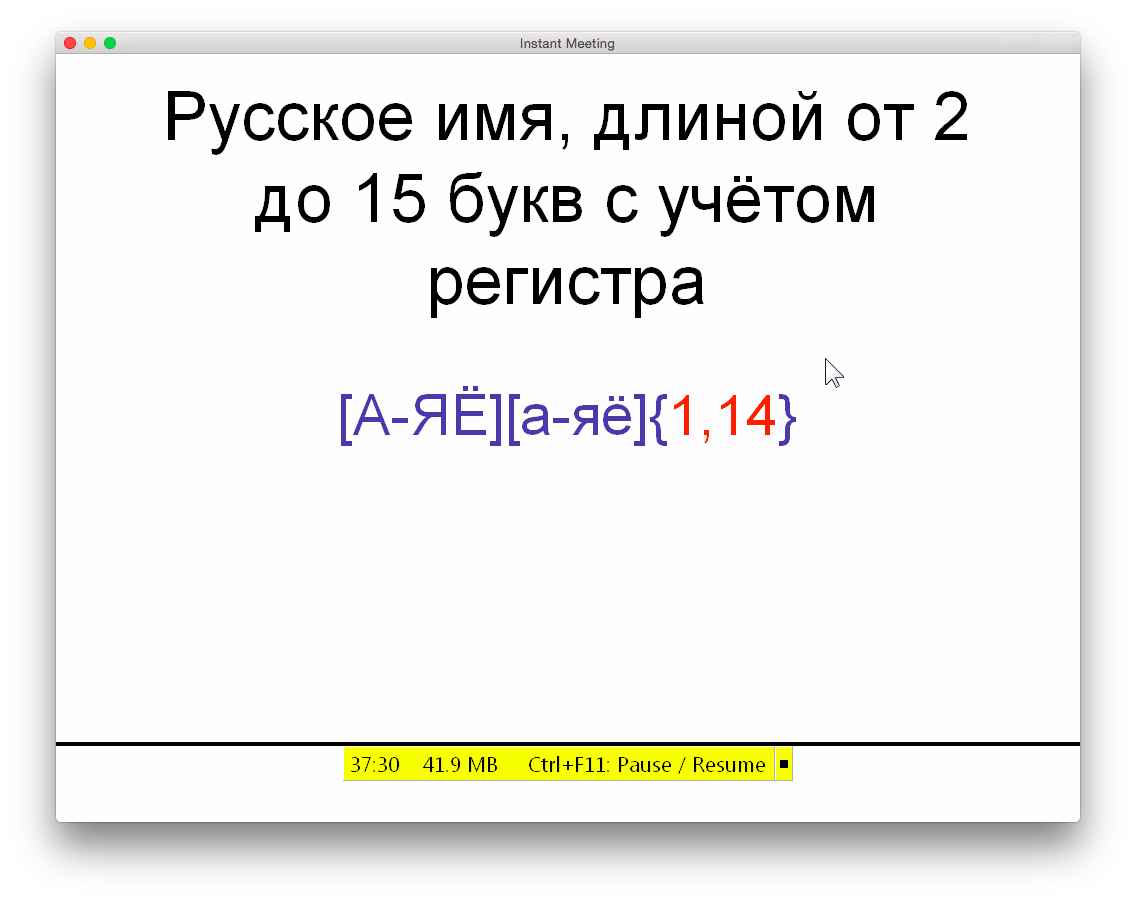 Instant Meeting
Русское имя, длиной от 2
до 15 букв с учётом
регистра
[А-ЯЁ][а-яё]{1,14}
37:30 41.9 MB Ctrl+F11: Pause / Resume